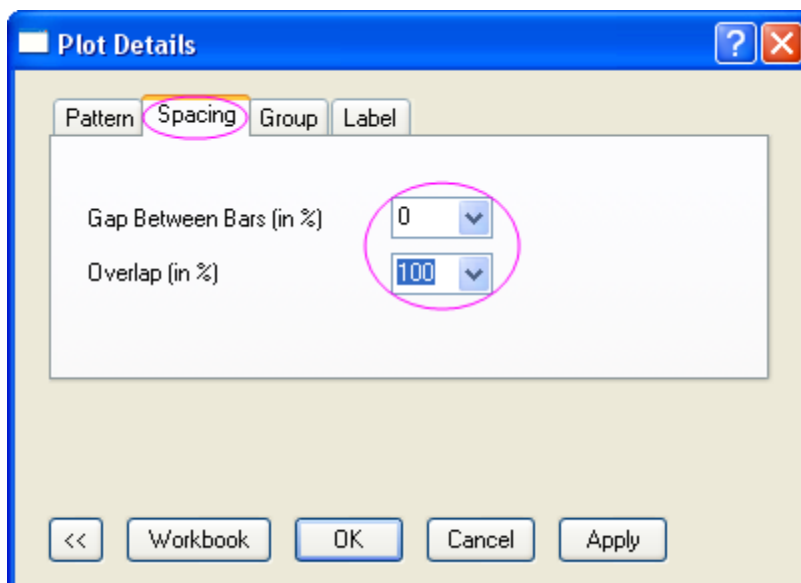 Plot Details
Pattern Spacing Group Label
Gap Between Bars (in %) 0
Overlap (in %) 100
<< Workbook OK Cancel Apply